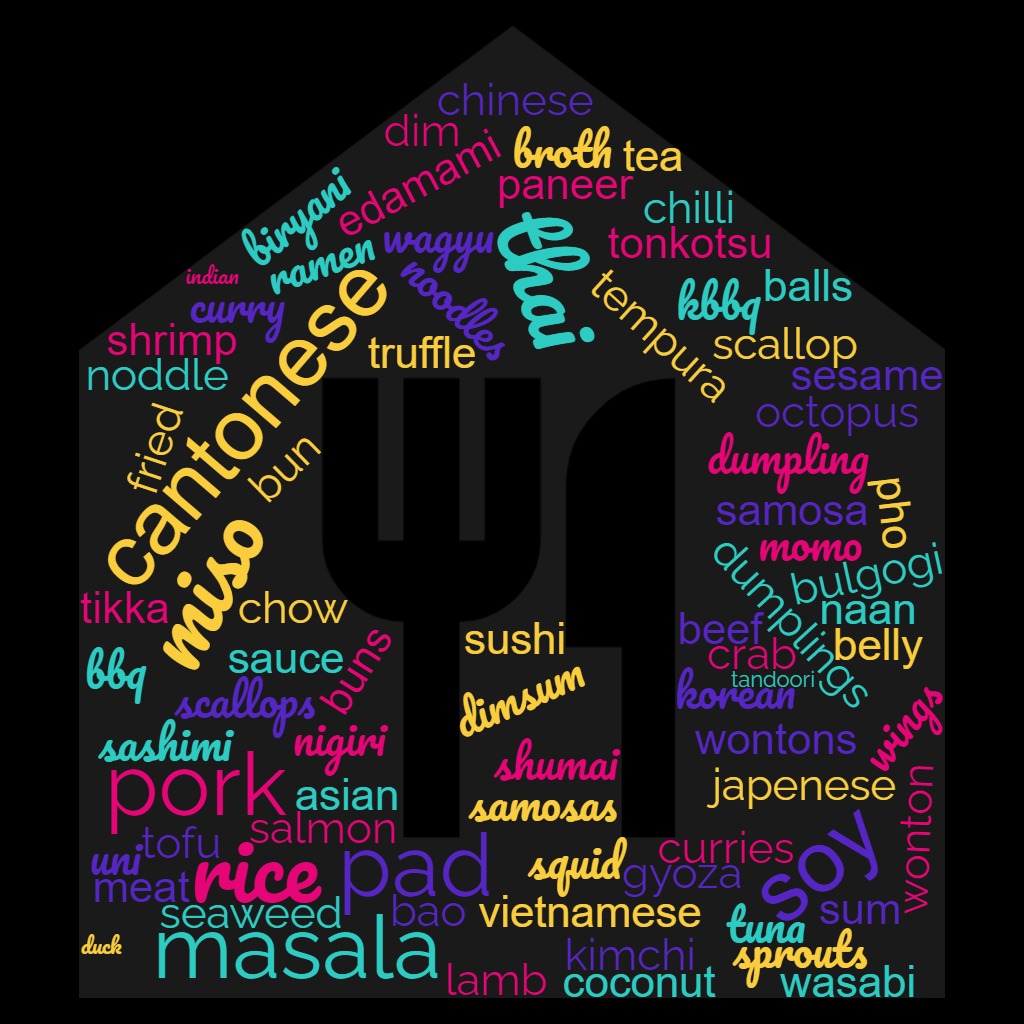 chinese
dim
broth
tea
edamami
paneer
biryani
chilli
ramen
wagyu
thai
tonkotsu
indian
noodles
tempura
kbbq
balls
curry
cantonese
shrimp
truffle
scallop
noddle
sesame
octopus
fried
bun
dumpling
pho
samosa
miso
momo
dumplings
bulgogi
tikka
chow
naan
beef
sushi
belly
bbq
sauce
buns
crab
tandoori
scallops
dimsum
korean
wings
sashimi
nigiri
wontons
shumai
pork
asian
japenese
wonton
samosas
salmon
tofu
soy
uni
rice
pad
squid
curries
gyoza
meat
seaweed
bao
vietnamese
sum
tuna
duck
masala
kimchi
sprouts
lamb
coconut
wasabi